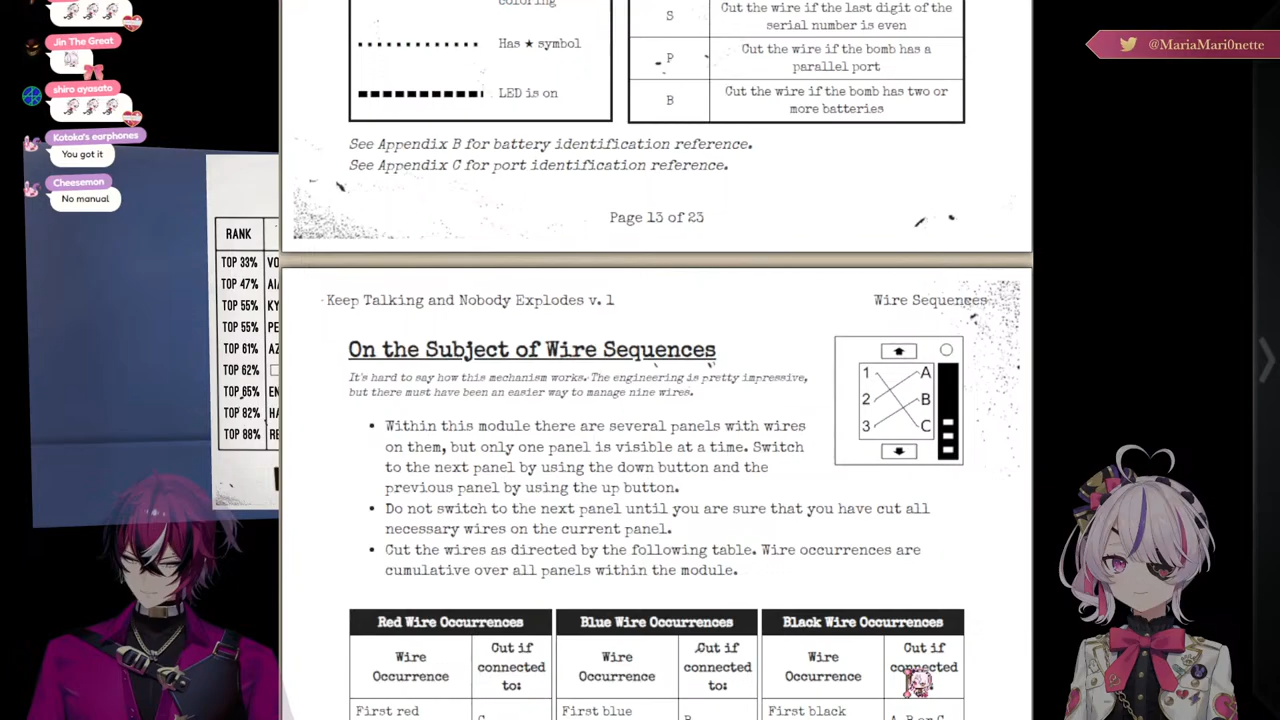 Jin The Great
shiro ayasato
Kotoka's earphones
You got it
Cheesemon
No manual
@MariaMari0nette
RANK
TOP 33% VO
TOP 47%
TOP 55% KY
TOP 55% PE
TOP 61% AZ
TOP 62%
TOP 65% EN
TOP 82% HA
TOP 88% RE
coloring
Has ★ symbol
LED is on
S Cut the wire if the last digit of the
serial number is even
P Cut the wire if the bomb has a
parallel port
B Cut the wire if the bomb has two or
more batteries
See Appendix B for battery identification reference.
See Appendix C for port identification reference.
Page 13 of 23
Keep Talking and Nobody Explodes v. 1 Wire Sequences
On the Subject of Wire Sequences
It's hard to say how this mechanism works. The engineering is pretty impressive,
but there must have been an easier way to manage nine wires.
1 A
2 B
3 C
• Within this module there are several panels with wires
on them, but only one panel is visible at a time. Switch
to the next panel by using the down button and the
previous panel by using the up button.
• Do not switch to the next panel until you are sure that you have cut all
necessary wires on the current panel.
• Cut the wires as directed by the following table. Wire occurrences are
cumulative over all panels within the module.
Red Wire Occurrences Blue Wire Occurrences Black Wire Occurrences
Wire
Occurrence
Cut if
connected
to:
Wire
Occurrence
Cut if
connected
to:
Wire
Occurrence
Cut if
connected
First red C
First blue B
First black A, B or C